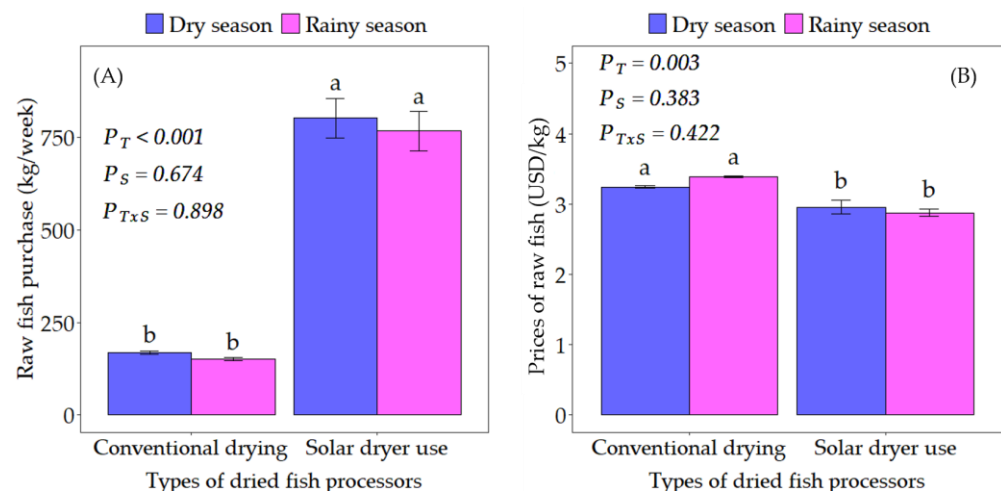 Dry season Rainy season
(A)
Raw fish purchase (kg/week)
750
500
250
0
P_T < 0.001
P_S = 0.674
P_TxS = 0.898
b
b
a
a
Conventional drying Solar dryer use
Types of dried fish processors
Dry season Rainy season
(B)
Prices of raw fish (USD/kg)
5
4
3
2
1
0
P_T = 0.003
P_S = 0.383
P_TxS = 0.422
a
a
b
b
Conventional drying Solar dryer use
Types of dried fish processors